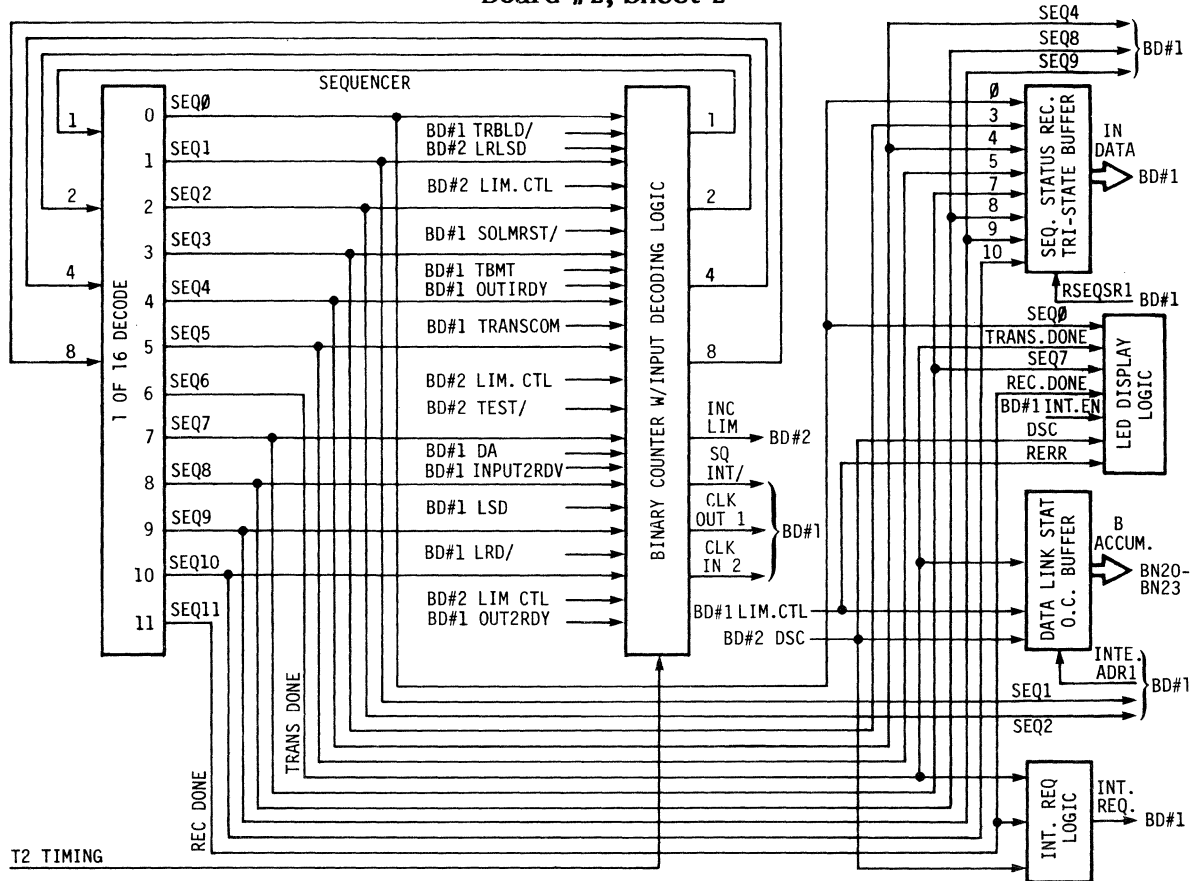 Board #2, Sheet 2
SEQUENCER
1
2
4
8
1 OF 16 DECODE
0
1
2
3
4
5
6
7
8
9
10
11
SEQØ
SEQ1
SEQ2
SEQ3
SEQ4
SEQ5
SEQ6
SEQ7
SEQ8
SEQ9
SEQ10
SEQ11
BD#1 TRBLD/
BD#2 LRLSD
BD#2 LIM.CTL
BD#1 SOLMRST/
BD#1 TBMT
BD#1 OUTIRDY
BD#1 TRANSCOM
BD#2 LIM. CTL
BD#2 TEST/
BD#1 DA
BD#1 INPUT2RDV
BD#1 LSD
BD#1 LRD/
BD#2 LIM CTL
BD#1 OUT2RDY
BINARY COUNTER W/INPUT DECODING LOGIC
1
2
4
8
INC
LIM
BD#2
SQ
INT/
CLK
OUT 1
CLK
IN 2
BD#1
SEQ4
SEQ8
SEQ9
BD#1
Ø
3
4
5
7
8
9
10
SEQ. STATUS REC.
TRI-STATE BUFFER
IN
DATA
BD#1
RSEQSR1
BD#1
SEQØ
TRANS.DONE
SEQ7
REC.DONE
BD#1 INT.EN
DSC
RERR
LED DISPLAY
LOGIC
BD#1 LIM.CTL
BD#2 DSC
DATA LINK STAT
O.C. BUFFER
B
ACCUM.
BN20-
BN23
INTE.
ADR1
BD#1
SEQ1
SEQ2
TRANS DONE
REC DONE
INT. REQ
LOGIC
INT.
REQ.
BD#1
T2 TIMING